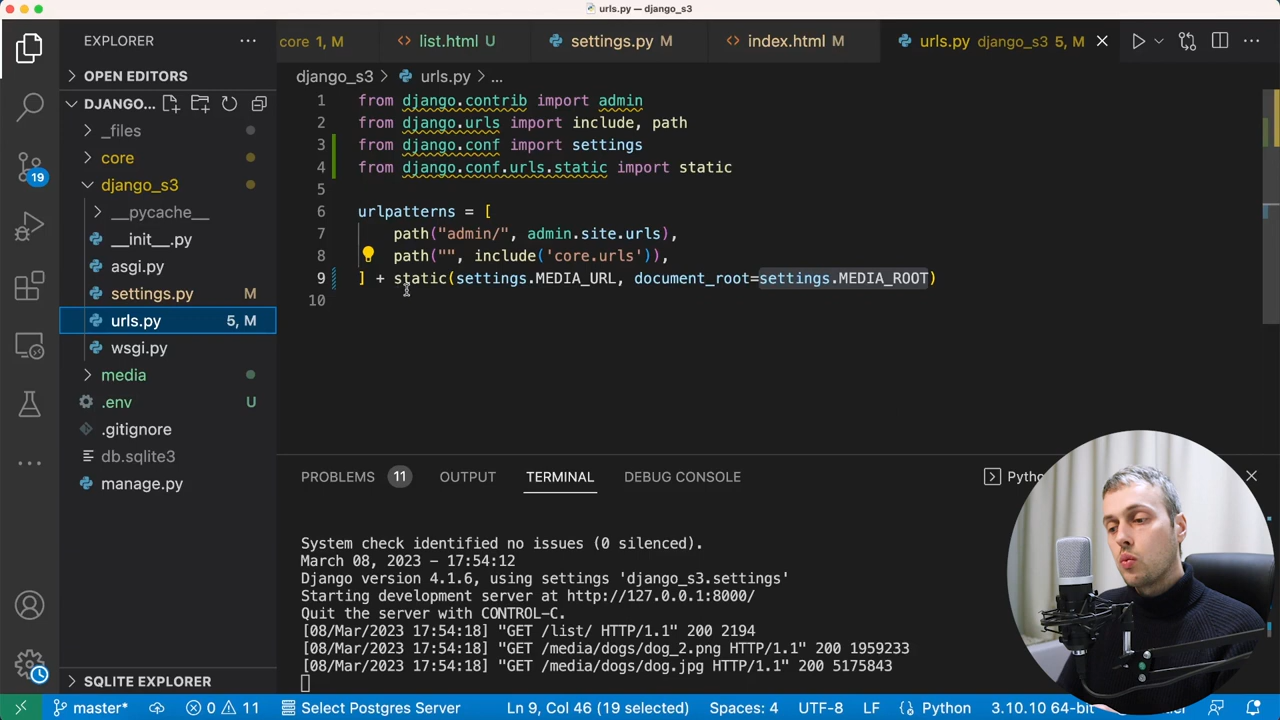 urls.py — django_s3
EXPLORER
core 1, M
list.html U
settings.py M
index.html M
urls.py django_s3 5, M
OPEN EDITORS
DJANGO...
_files
core
django_s3
__pycache__
__init__.py
asgi.py
settings.py M
urls.py 5, M
wsgi.py
media
.env U
.gitignore
db.sqlite3
manage.py
SQLITE EXPLORER
19
django_s3 > urls.py > ...
1 from django.contrib import admin
2 from django.urls import include, path
3 from django.conf import settings
4 from django.conf.urls.static import static
5
6 urlpatterns = [
7 path("admin/", admin.site.urls),
8 path("", include('core.urls')),
9 ] + static(settings.MEDIA_URL, document_root=settings.MEDIA_ROOT)
10
PROBLEMS 11 OUTPUT TERMINAL DEBUG CONSOLE
System check identified no issues (0 silenced).
March 08, 2023 - 17:54:12
Django version 4.1.6, using settings 'django_s3.settings'
Starting development server at http://127.0.0.1:8000/
Quit the server with CONTROL-C.
[08/Mar/2023 17:54:18] "GET /list/ HTTP/1.1" 200 2194
[08/Mar/2023 17:54:18] "GET /media/dogs/dog_2.png HTTP/1.1" 200 1959233
[08/Mar/2023 17:54:18] "GET /media/dogs/dog.jpg HTTP/1.1" 200 5175843
master* 0 11 Select Postgres Server Ln 9, Col 46 (19 selected) Spaces: 4 UTF-8 LF Python 3.10.10 64-bit